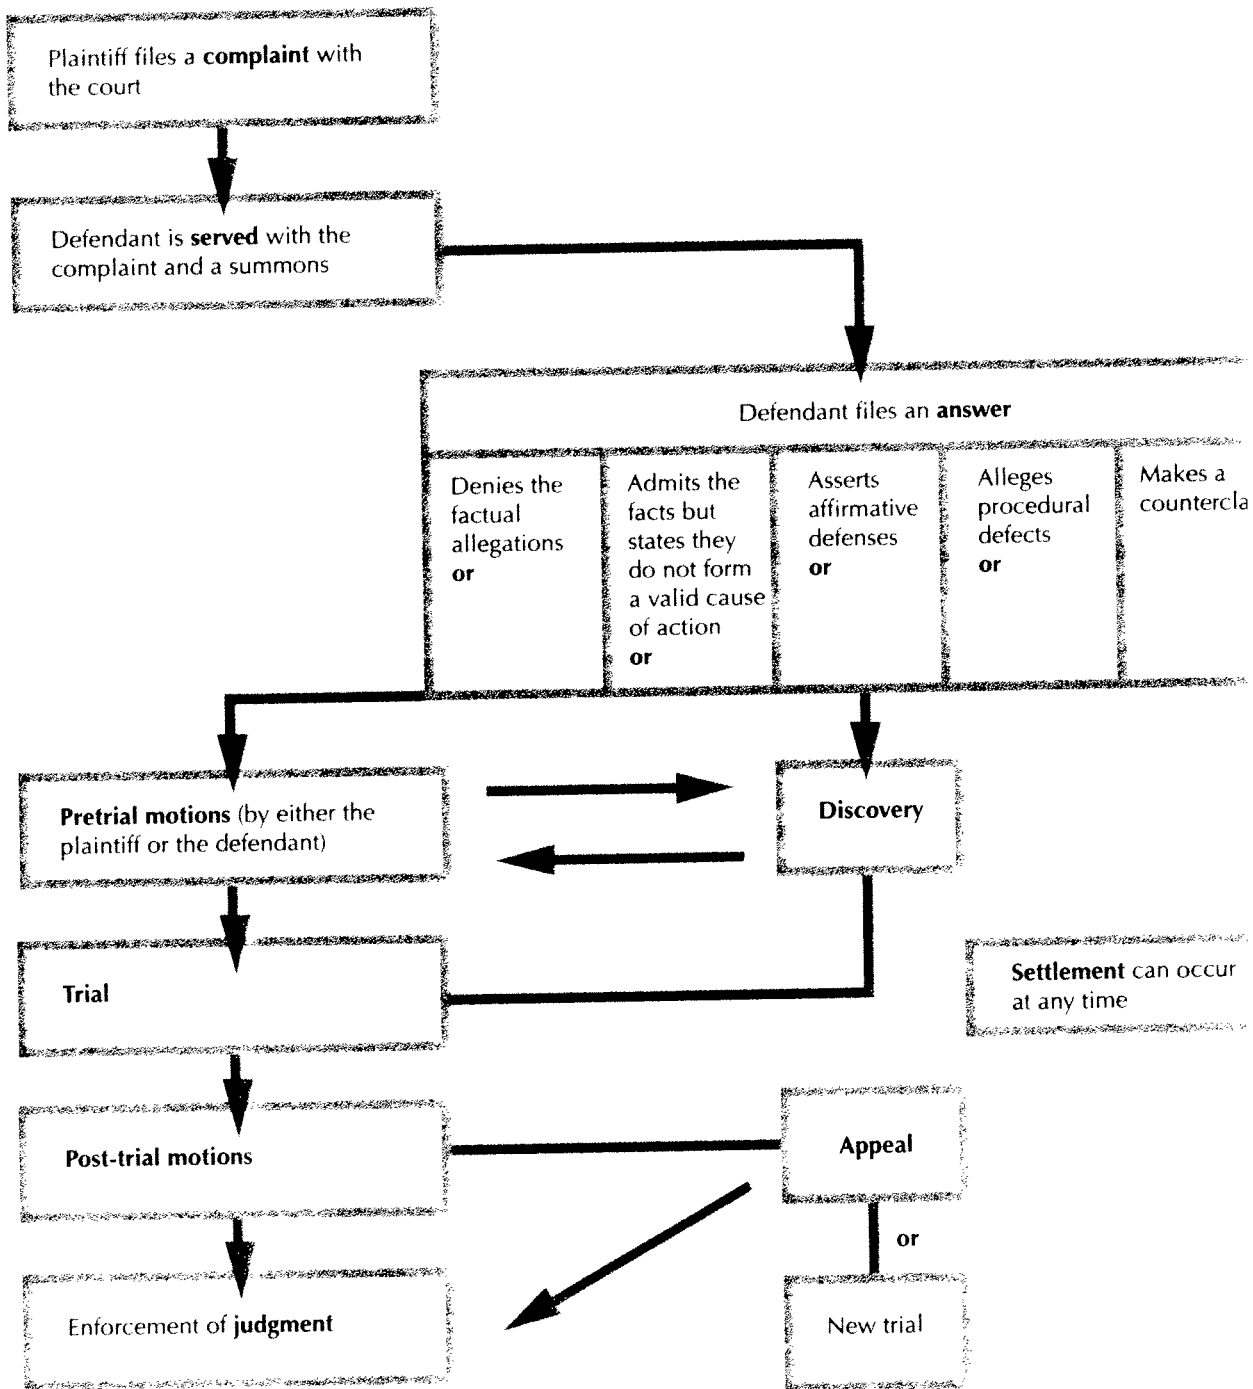 Plaintiff files a complaint with
the court
Defendant is served with the
complaint and a summons
Defendant files an answer
Denies the
factual
allegations
or
Admits the
facts but
states they
do not form
a valid cause
of action
or
Asserts
affirmative
defenses
or
Alleges
procedural
defects
or
Makes a
Pretrial motions (by either the
plaintiff or the defendant)
Discovery
Trial
Settlement can occur
at any time
Post-trial motions
Appeal
or
Enforcement of judgment
New trial